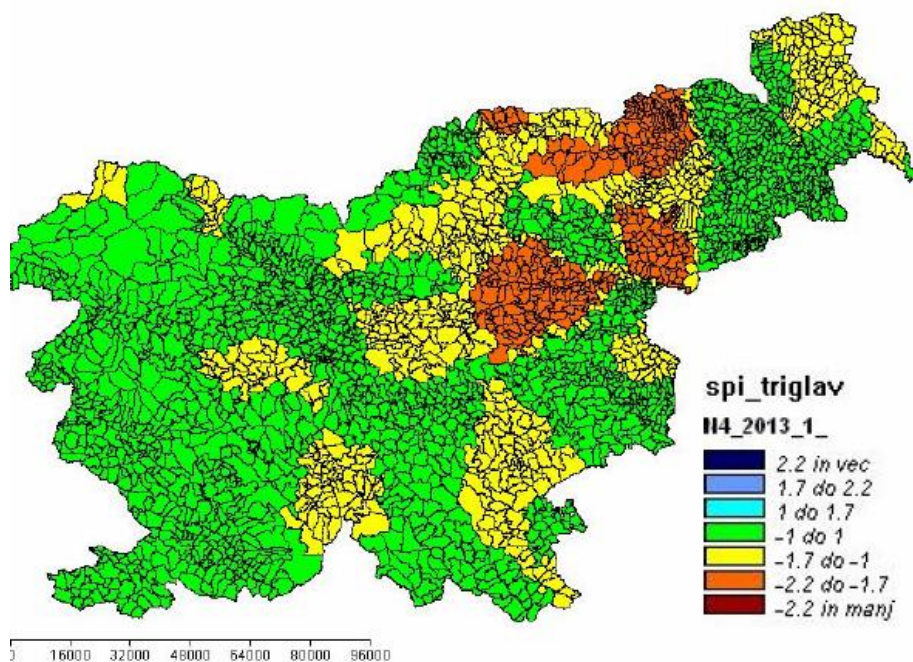 spi_triglav
N4_2013_1_
2.2 in vec
1.7 do 2.2
1 do 1.7
-1 do 1
-1.7 do -1
-2.2 do -1.7
-2.2 in manj
0 16000 32000 48000 64000 80000 96000